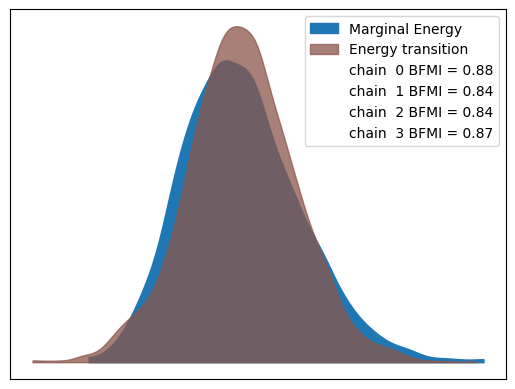 Marginal Energy
Energy transition
chain  0 BFMI = 0.88
chain  1 BFMI = 0.84
chain  2 BFMI = 0.84
chain  3 BFMI = 0.87